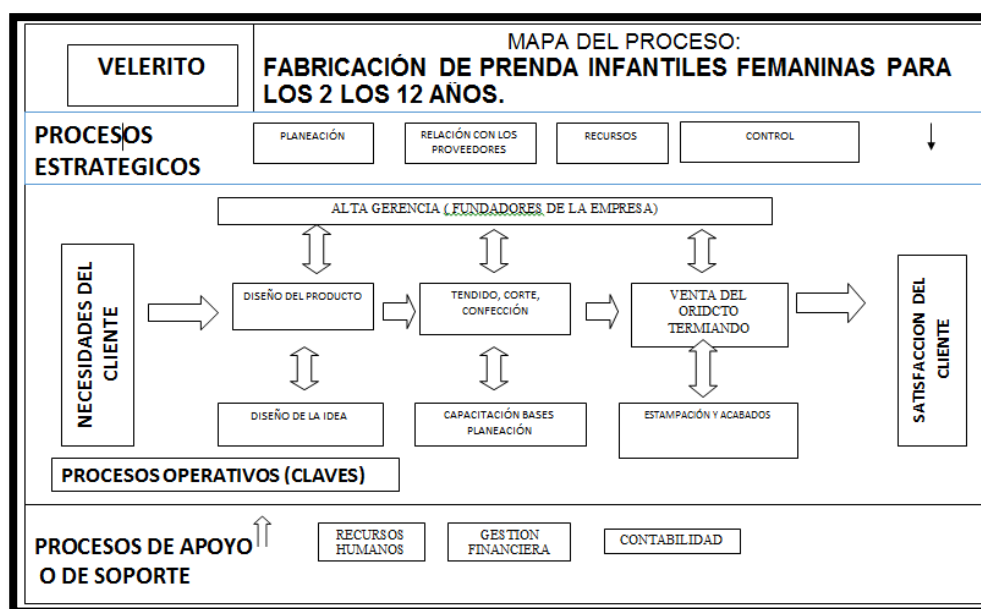 VELERITO
MAPA DEL PROCESO:
FABRICACIÓN DE PRENDA INFANTILES FEMANINAS PARA
LOS 2 LOS 12 AÑOS.
PROCESOS
ESTRATEGICOS
PLANEACIÓN
RELACIÓN CON LOS
PROVEEDORES
RECURSOS
CONTROL
ALTA GERENCIA ( FUNDADORES DE LA EMPRESA)
NECESIDADES DEL
CLIENTE
DISEÑO DEL PRODUCTO
TENDIDO, CORTE,
CONFECCIÓN
VENTA DEL
ORIDCTO
TERMIANDO
SATISFACCION DEL
CLIENTE
DISEÑO DE LA IDEA
CAPACITACIÓN BASES
PLANEACIÓN
ESTAMPACIÓN Y ACABADOS
PROCESOS OPERATIVOS (CLAVES)
PROCESOS DE APOYO
O DE SOPORTE
RECURSOS
HUMANOS
GESTION
FINANCIERA
CONTABILIDAD